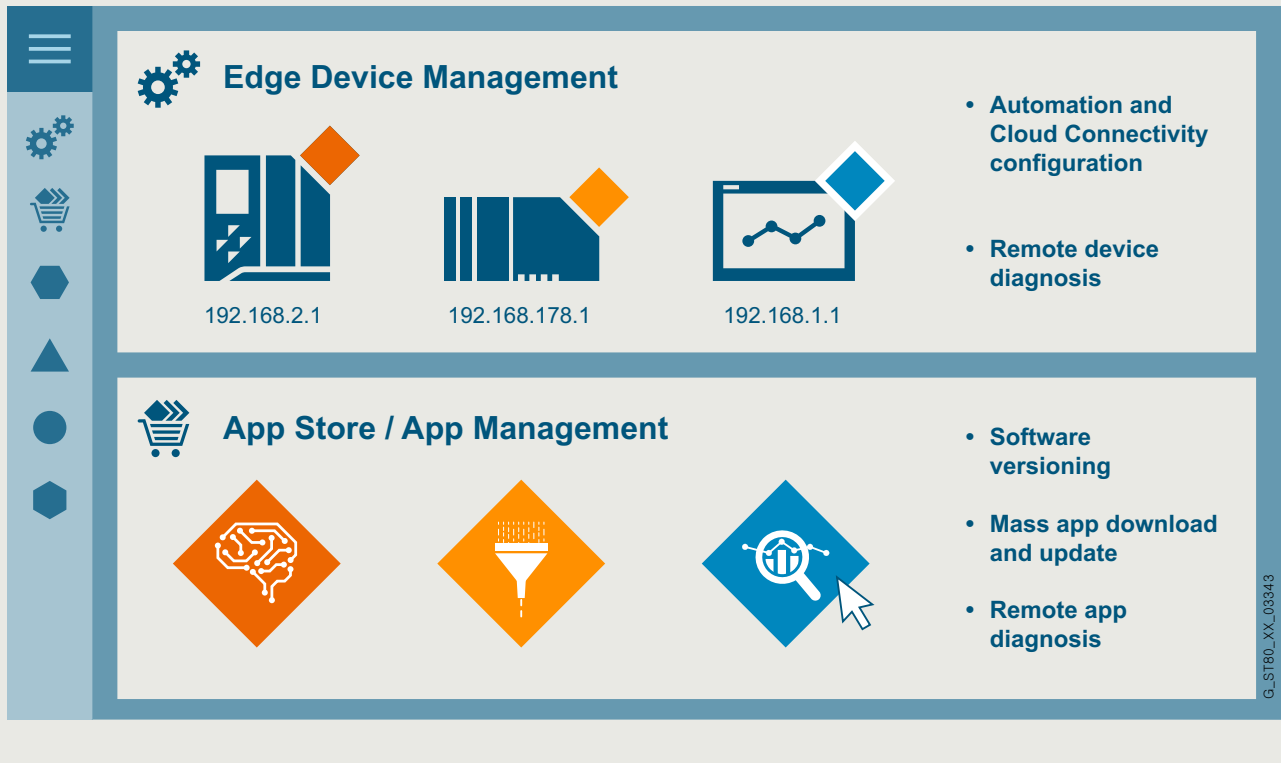 Edge Device Management
192.168.2.1
192.168.178.1
192.168.1.1
• Automation and
Cloud Connectivity
configuration
• Remote device
diagnosis
App Store / App Management
• Software
versioning
• Mass app download
and update
• Remote app
diagnosis
G_ST80_XX_03343